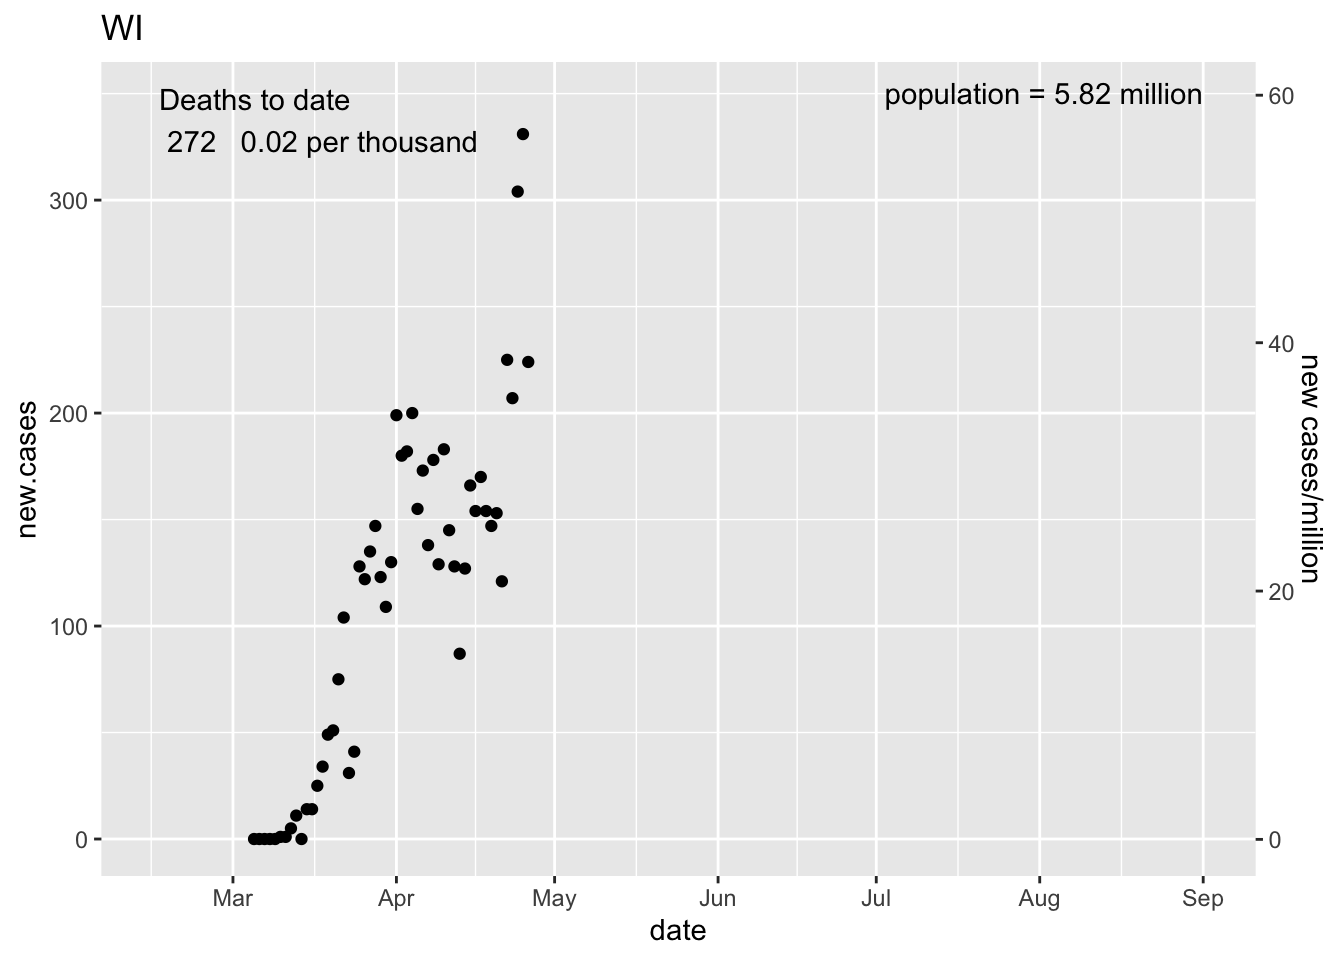 WI
Deaths to date
272 0.02 per thousand
population = 5.82 million
300
200
100
0
new.cases
60
40
20
0
new cases/million
Mar Apr May Jun Jul Aug Sep
date